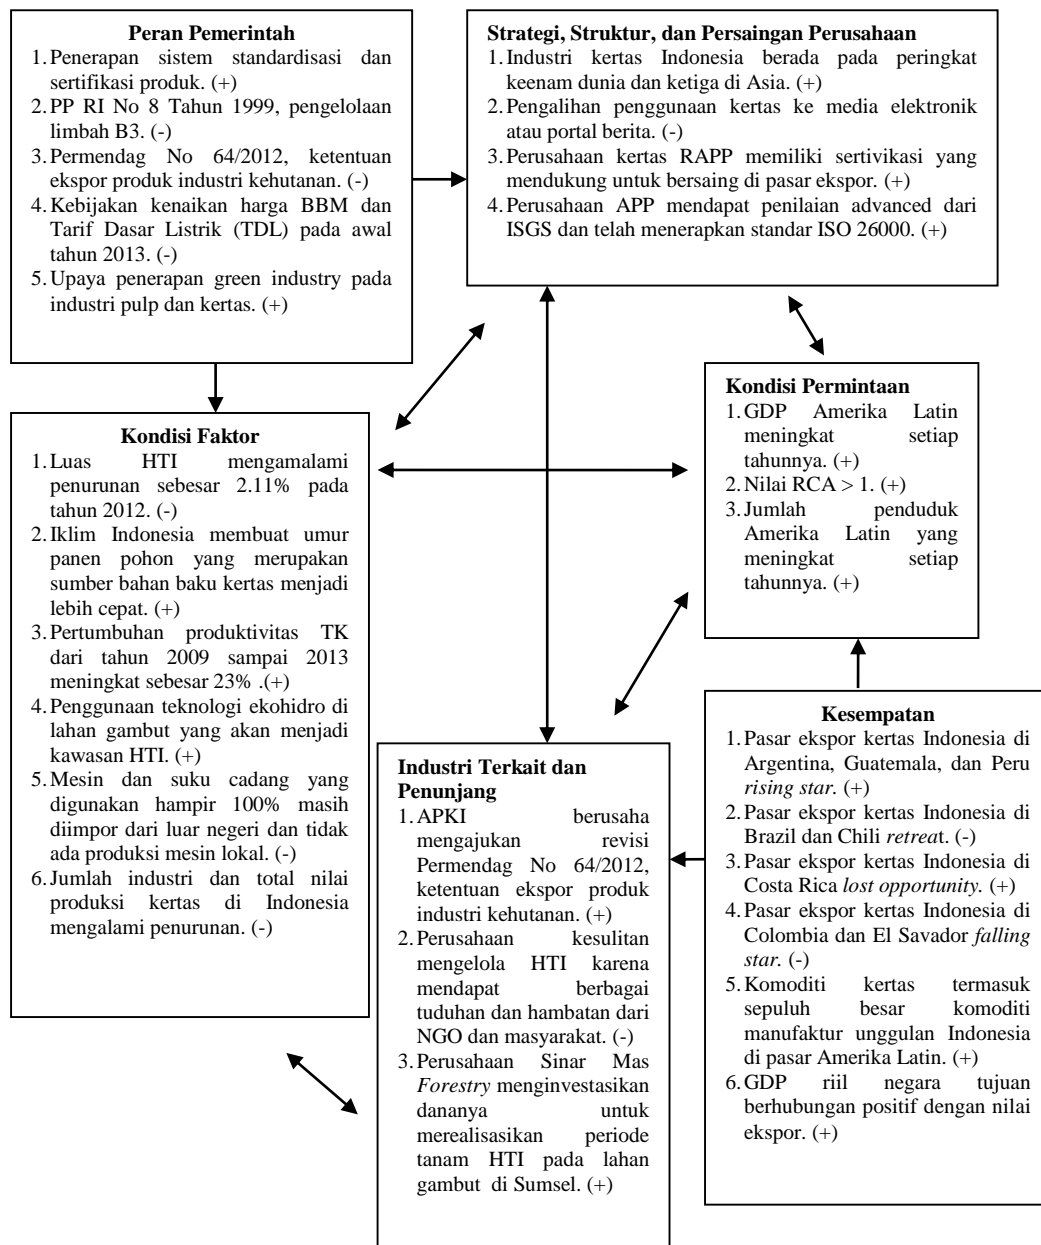 Peran Pemerintah
1. Penerapan sistem standardisasi dan
sertifikasi produk. (+)
2. PP RI No 8 Tahun 1999, pengelolaan
limbah B3. (-)
3. Permendag No 64/2012, ketentuan
ekspor produk industri kehutanan. (-)
4. Kebijakan kenaikan harga BBM dan
Tarif Dasar Listrik (TDL) pada awal
tahun 2013. (-)
5. Upaya penerapan green industry pada
industri pulp dan kertas. (+)
Strategi, Struktur, dan Persaingan Perusahaan
1. Industri kertas Indonesia berada pada peringkat
keenam dunia dan ketiga di Asia. (+)
2. Pengalihan penggunaan kertas ke media elektronik
atau portal berita. (-)
3. Perusahaan kertas RAPP memiliki sertivikasi yang
mendukung untuk bersaing di pasar ekspor. (+)
4. Perusahaan APP mendapat penilaian advanced dari
ISGS dan telah menerapkan standar ISO 26000. (+)
Kondisi Faktor
1. Luas HTI mengamalami
penurunan sebesar 2.11% pada
tahun 2012. (-)
2. Iklim Indonesia membuat umur
panen pohon yang merupakan
sumber bahan baku kertas menjadi
lebih cepat. (+)
3. Pertumbuhan produktivitas TK
dari tahun 2009 sampai 2013
meningkat sebesar 23% .(+)
4. Penggunaan teknologi ekohidro di
lahan gambut yang akan menjadi
kawasan HTI. (+)
5. Mesin dan suku cadang yang
digunakan hampir 100% masih
diimpor dari luar negeri dan tidak
ada produksi mesin lokal. (-)
6. Jumlah industri dan total nilai
produksi kertas di Indonesia
mengalami penurunan. (-)
Kondisi Permintaan
1. GDP Amerika Latin
meningkat setiap
tahunnya. (+)
2. Nilai RCA > 1. (+)
3. Jumlah penduduk
Amerika Latin yang
meningkat setiap
tahunnya. (+)
Industri Terkait dan
Penunjang
1. APKI berusaha
mengajukan revisi
Permendag No 64/2012,
ketentuan ekspor produk
industri kehutanan. (+)
2. Perusahaan kesulitan
mengelola HTI karena
mendapat berbagai
tuduhan dan hambatan dari
NGO dan masyarakat. (-)
3. Perusahaan Sinar Mas
Forestry menginvestasikan
dananya untuk
merealisasikan periode
tanam HTI pada lahan
gambut di Sumsel. (+)
Kesempatan
1. Pasar ekspor kertas Indonesia di
Argentina, Guatemala, dan Peru
rising star. (+)
2. Pasar ekspor kertas Indonesia di
Brazil dan Chili retreat. (-)
3. Pasar ekspor kertas Indonesia di
Costa Rica lost opportunity. (+)
4. Pasar ekspor kertas Indonesia di
Colombia dan El Savador falling
star. (-)
5. Komoditi kertas termasuk
sepuluh besar komoditi
manufaktur unggulan Indonesia
di pasar Amerika Latin. (+)
6. GDP riil negara tujuan
berhubungan positif dengan nilai
ekspor. (+)